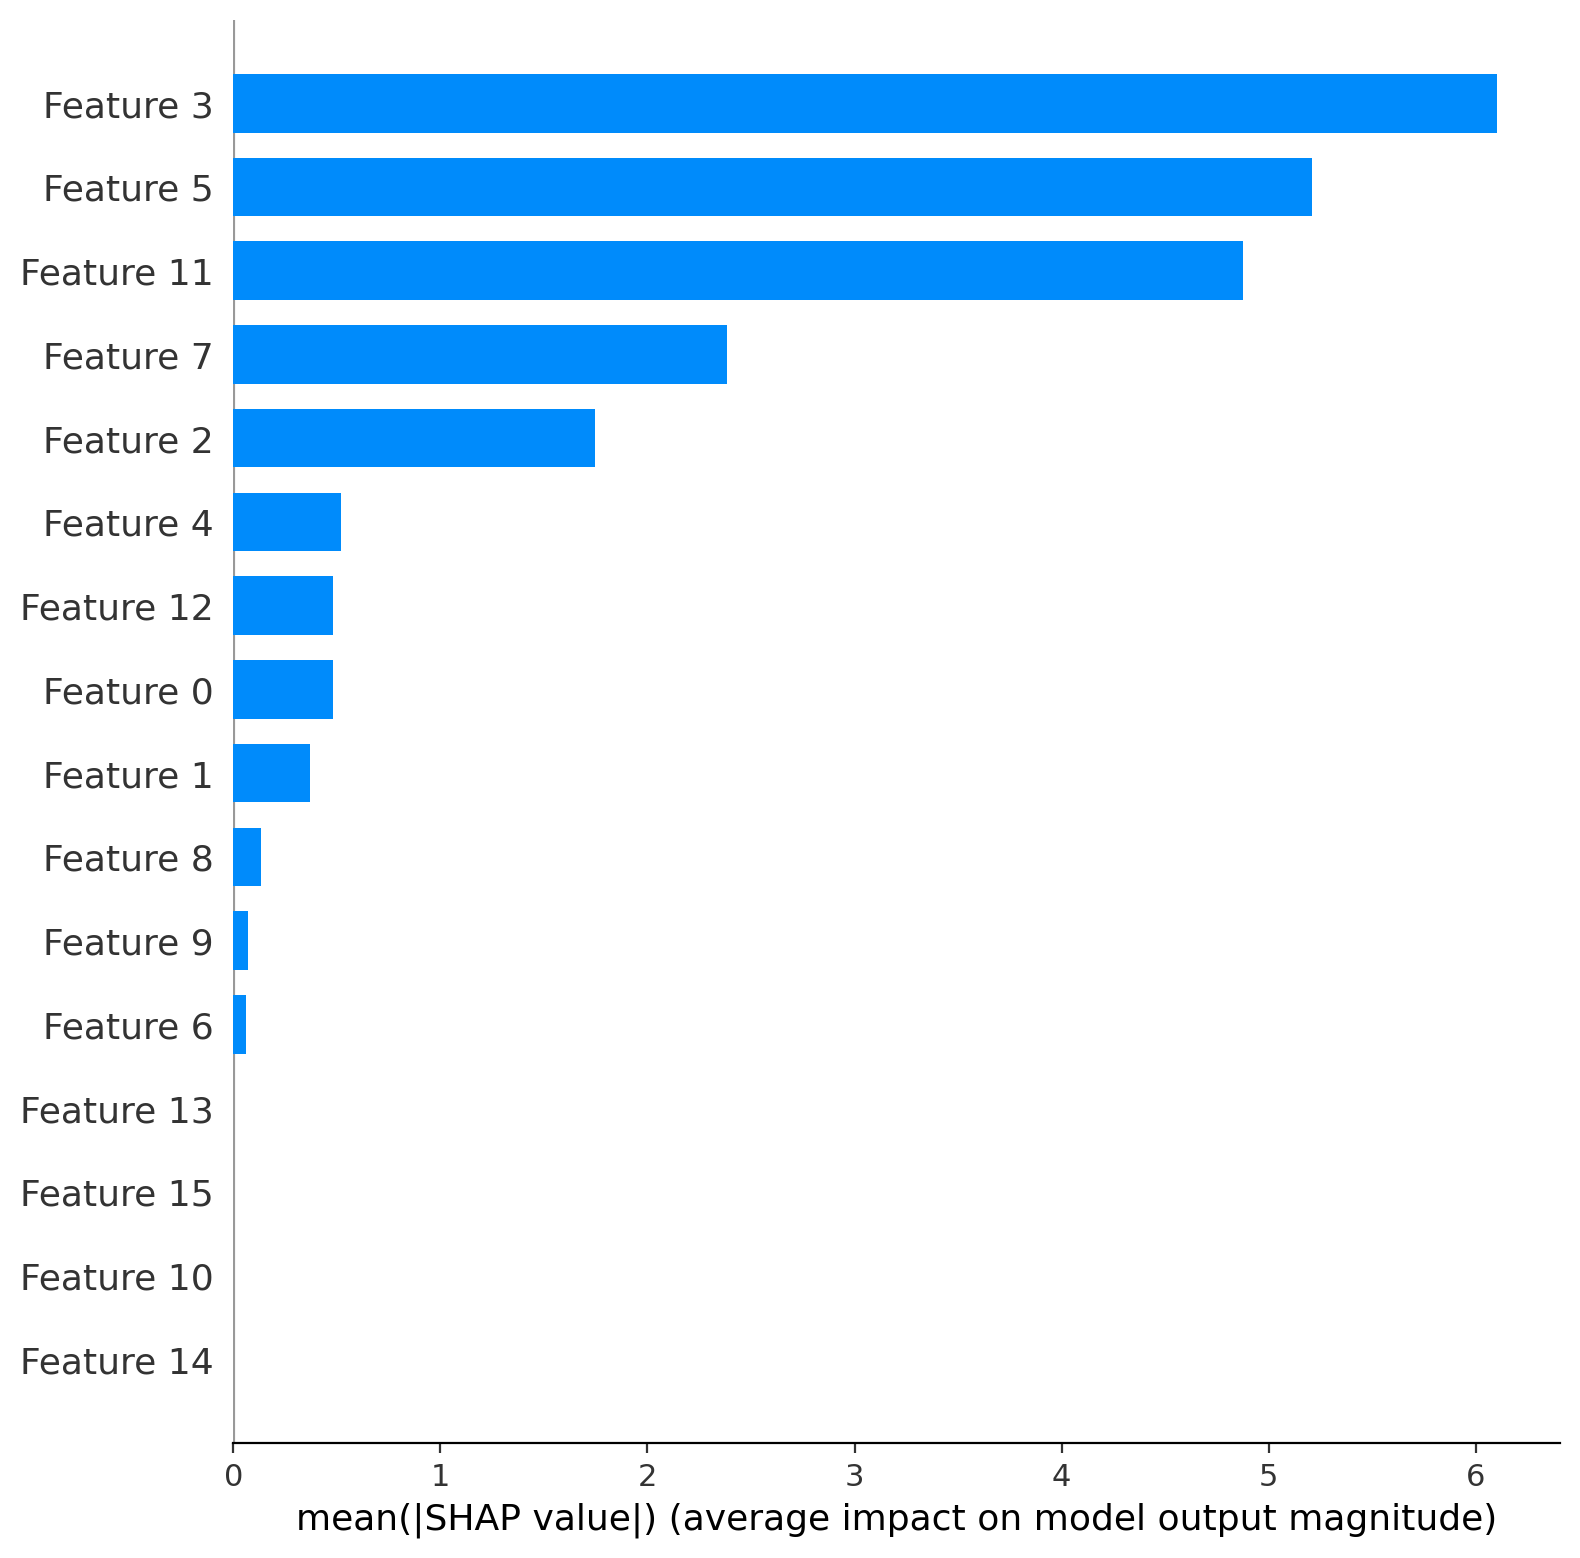 Feature 3
Feature 5
Feature 11
Feature 7
Feature 2
Feature 4
Feature 12
Feature 0
Feature 1
Feature 8
Feature 9
Feature 6
Feature 13
Feature 15
Feature 10
Feature 14
0 1 2 3 4 5 6
mean(|SHAP value|) (average impact on model output magnitude)